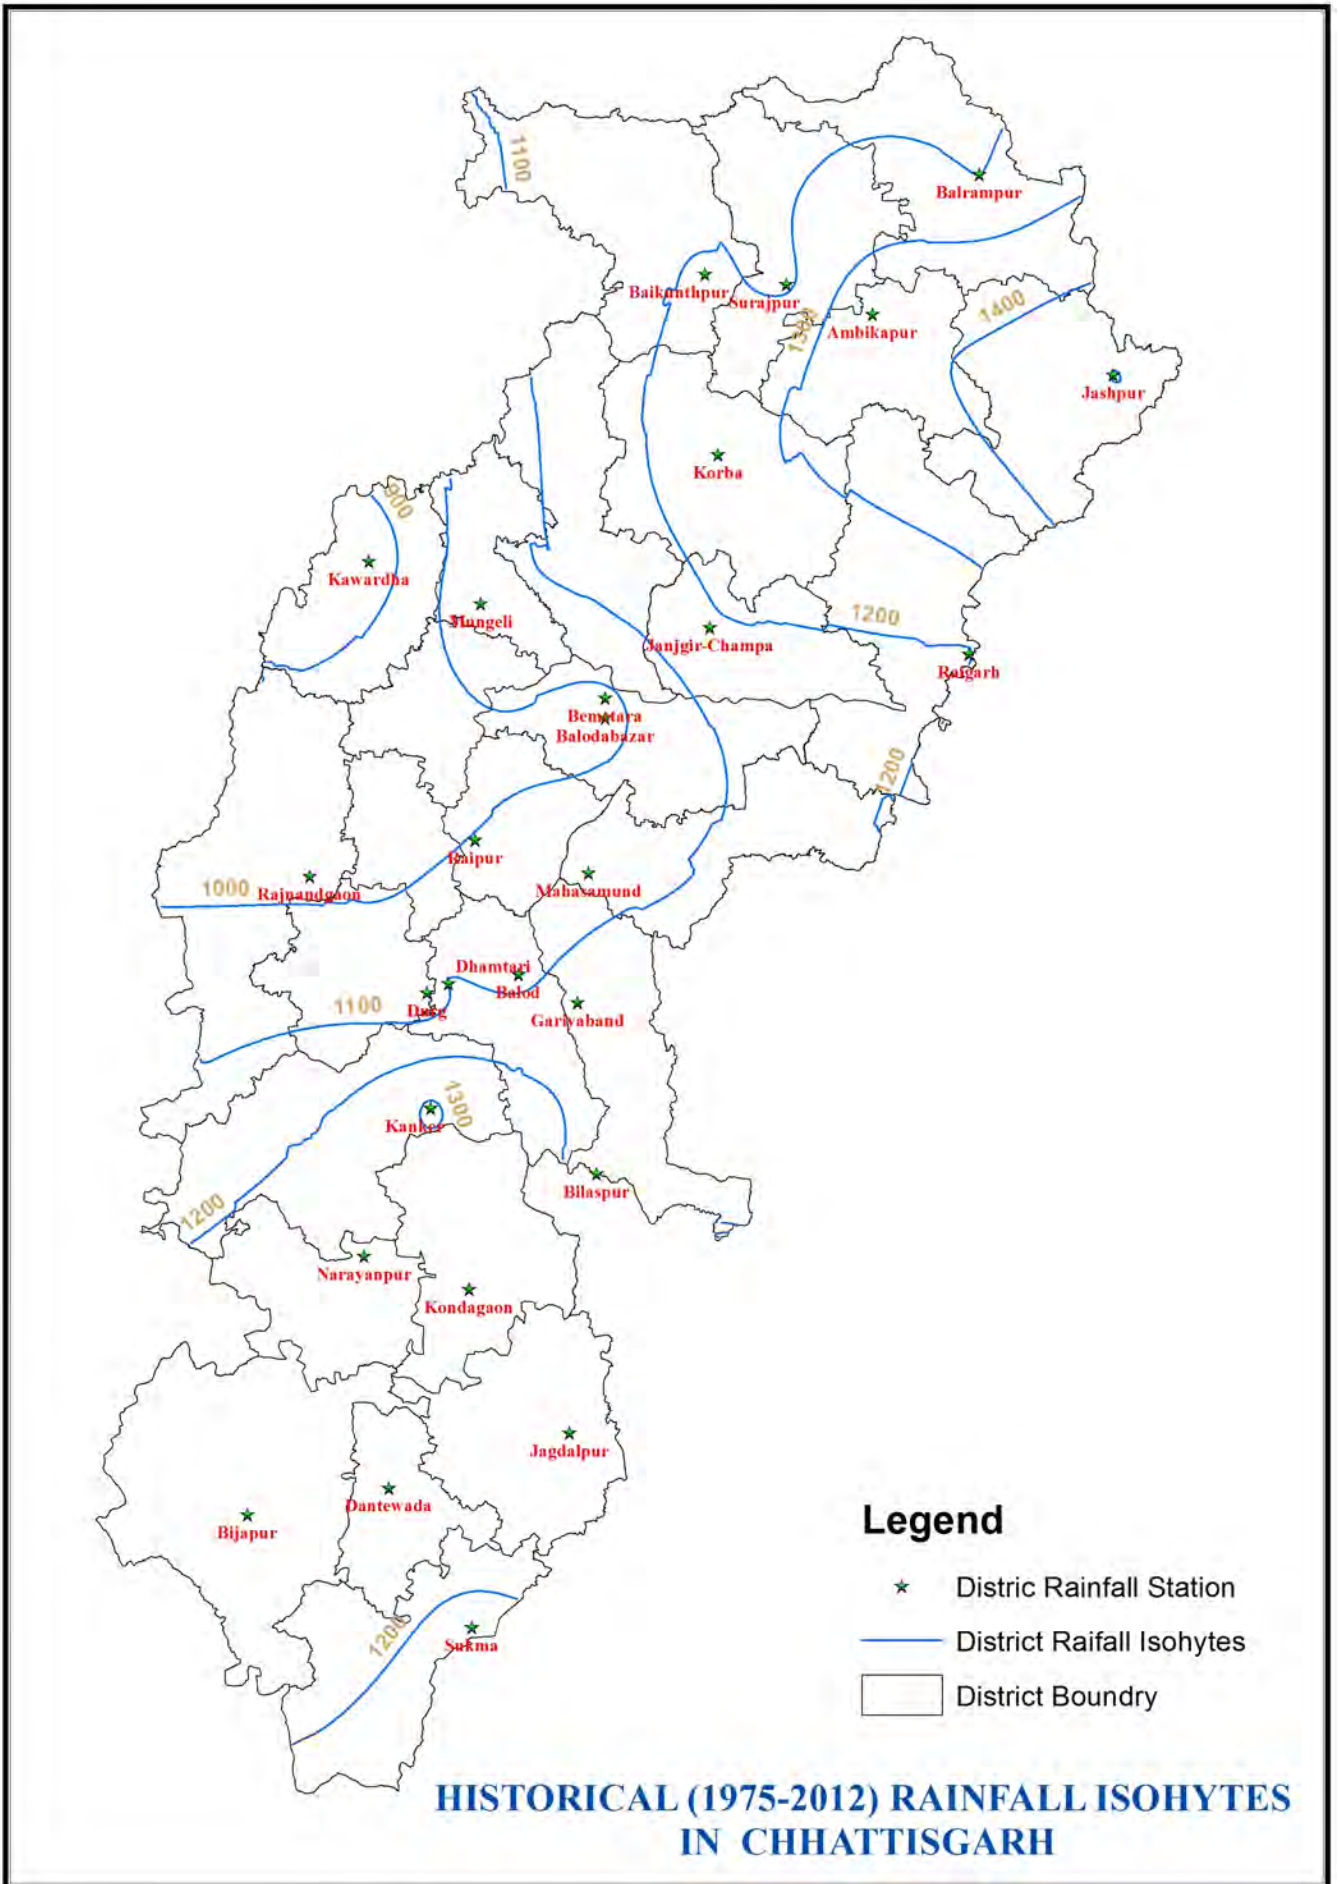 1100
Balrampur
Baikunthpur
Surajpur
1300
Ambikapur
1400
Jashpur
Korba
900
Kawardha
Mungeli
1200
Janjgir-Champa
Raigarh
Bemetara
Balodabazar
1200
Raipur
1000
Rajnandgaon
Mahasamund
Dhamtari
Balod
1100
Durg
Gariyaband
1300
Kanker
Bilaspur
1200
Narayanpur
Kondagaon
Jagdalpur
Dantewada
Bijapur
1200
Sukma
Legend
Distric Rainfall Station
District Raifall Isohytes
District Boundry
HISTORICAL (1975-2012) RAINFALL ISOHYTES
IN CHHATTISGARH